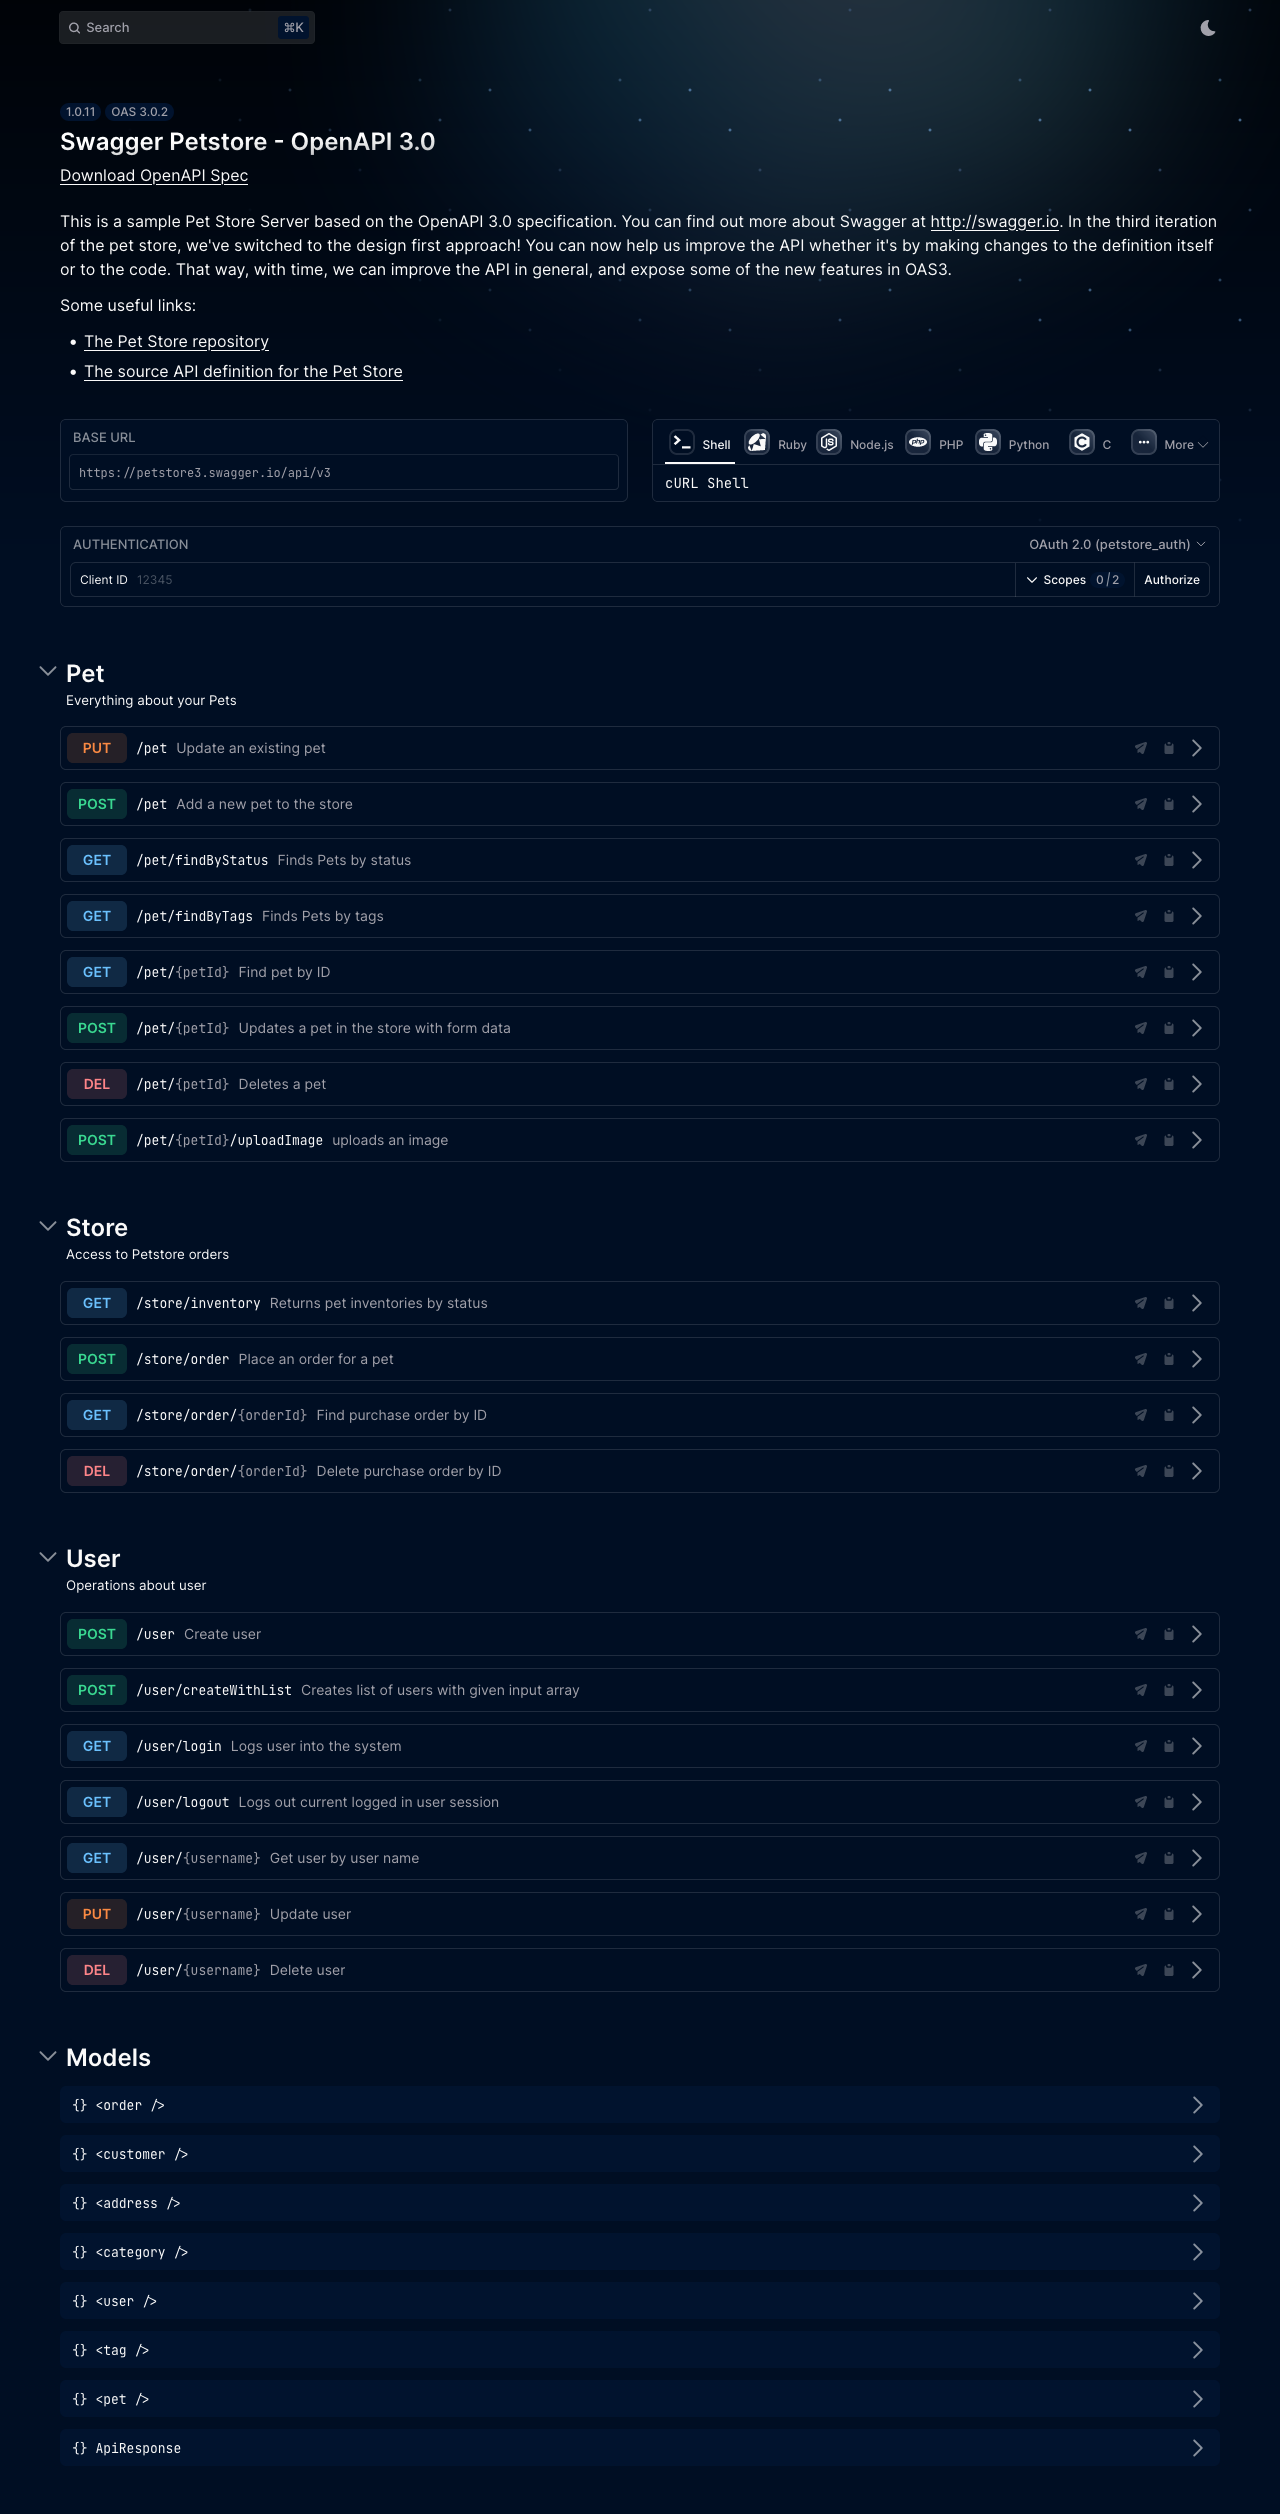 Search ⌘K
1.0.11 OAS 3.0.2
Swagger Petstore - OpenAPI 3.0
Download OpenAPI Spec
This is a sample Pet Store Server based on the OpenAPI 3.0 specification. You can find out more about Swagger at http://swagger.io. In the third iteration
of the pet store, we've switched to the design first approach! You can now help us improve the API whether it's by making changes to the definition itself
or to the code. That way, with time, we can improve the API in general, and expose some of the new features in OAS3.
Some useful links:
• The Pet Store repository
• The source API definition for the Pet Store
BASE URL
https://petstore3.swagger.io/api/v3
Shell Ruby JS Node.js php PHP Python C C More
cURL Shell
AUTHENTICATION OAuth 2.0 (petstore_auth)
Client ID 12345 Scopes 0/2 Authorize
Pet
Everything about your Pets
PUT /pet Update an existing pet
POST /pet Add a new pet to the store
GET /pet/findByStatus Finds Pets by status
GET /pet/findByTags Finds Pets by tags
GET /pet/{petId} Find pet by ID
POST /pet/{petId} Updates a pet in the store with form data
DEL /pet/{petId} Deletes a pet
POST /pet/{petId}/uploadImage uploads an image
Store
Access to Petstore orders
GET /store/inventory Returns pet inventories by status
POST /store/order Place an order for a pet
GET /store/order/{orderId} Find purchase order by ID
DEL /store/order/{orderId} Delete purchase order by ID
User
Operations about user
POST /user Create user
POST /user/createWithList Creates list of users with given input array
GET /user/login Logs user into the system
GET /user/logout Logs out current logged in user session
GET /user/{username} Get user by user name
PUT /user/{username} Update user
DEL /user/{username} Delete user
Models
{} <order />
{} <customer />
{} <address />
{} <category />
{} <user />
{} <tag />
{} <pet />
{} ApiResponse